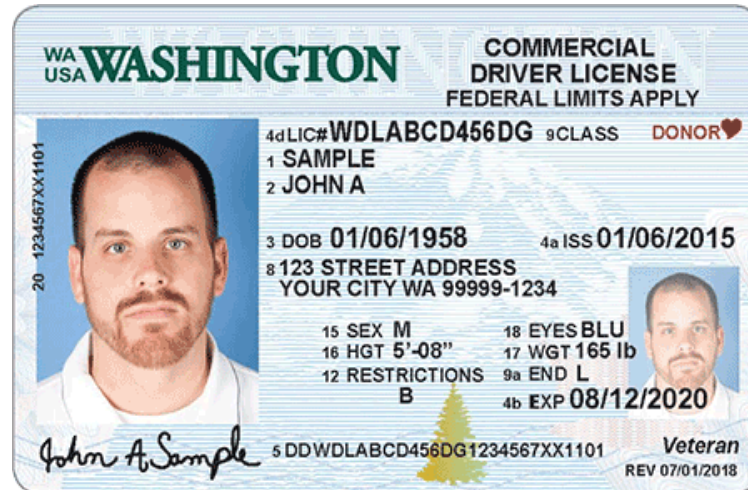 WA USA WASHINGTON
COMMERCIAL
DRIVER LICENSE
FEDERAL LIMITS APPLY
4d LIC# WDLABCD456DG 9 CLASS DONOR
1 SAMPLE
2 JOHN A
3 DOB 01/06/1958 4a ISS 01/06/2015
8 123 STREET ADDRESS
YOUR CITY WA 99999-1234
15 SEX M 18 EYES BLU
16 HGT 5'-08" 17 WGT 165 lb
12 RESTRICTIONS 9a END L
B 4b EXP 08/12/2020
20 1234567XX1101
John A Sample
5 DD WDLABCD456DG1234567XX1101
Veteran
REV 07/01/2018